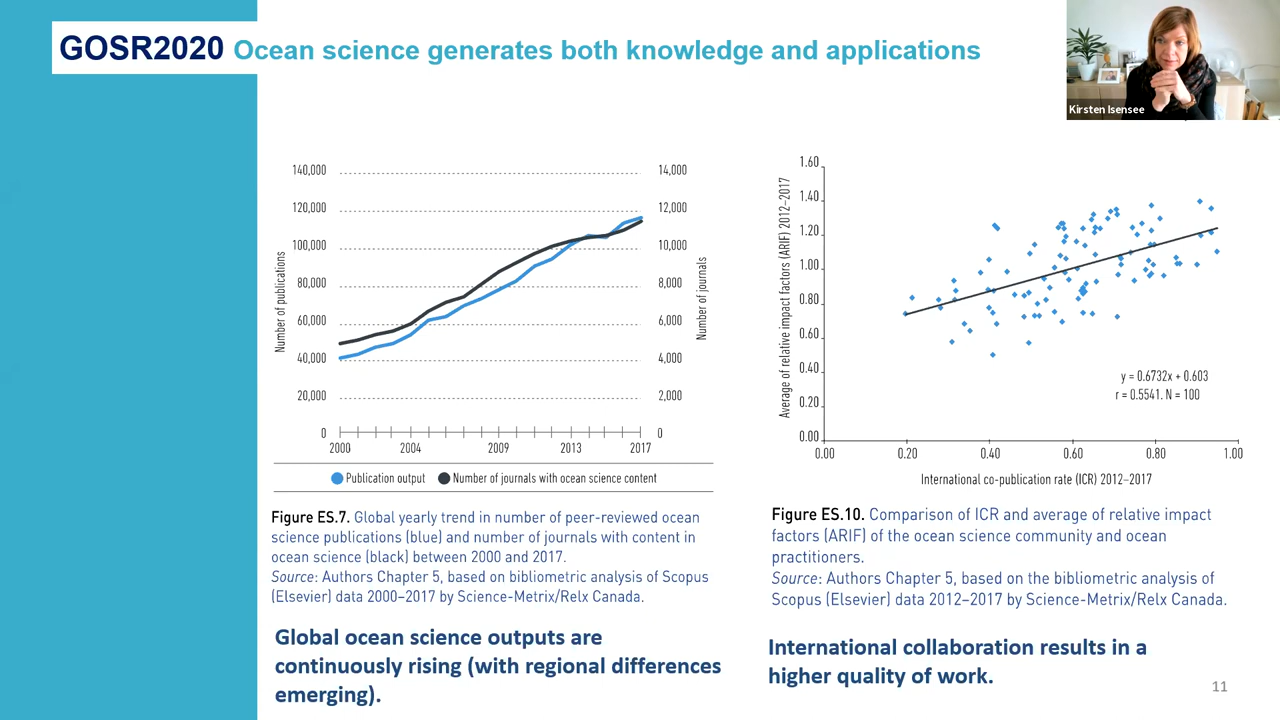 GOSR2020 Ocean science generates both knowledge and applications
Kirsten Isensee
140,000
120,000
100,000
80,000
60,000
40,000
20,000
0
Number of publications
14,000
12,000
10,000
8,000
6,000
4,000
2,000
0
Number of journals
2000 2004 2009 2013 2017
Publication output Number of journals with ocean science content
Figure ES.7. Global yearly trend in number of peer-reviewed ocean
science publications (blue) and number of journals with content in
ocean science (black) between 2000 and 2017.
Source: Authors Chapter 5, based on bibliometric analysis of Scopus
(Elsevier) data 2000–2017 by Science-Metrix/Relx Canada.
Global ocean science outputs are
continuously rising (with regional differences
emerging).
1.60
1.40
1.20
1.00
0.80
0.60
0.40
0.20
0.00
Average of relative impact factors (ARIF) 2012–2017
y = 0.6732x + 0.603
r = 0.5541. N = 100
0.00 0.20 0.40 0.60 0.80 1.00
International co-publication rate (ICR) 2012–2017
Figure ES.10. Comparison of ICR and average of relative impact
factors (ARIF) of the ocean science community and ocean
practitioners.
Source: Authors Chapter 5, based on the bibliometric analysis of
Scopus (Elsevier) data 2012–2017 by Science-Metrix/Relx Canada.
International collaboration results in a
higher quality of work.
11